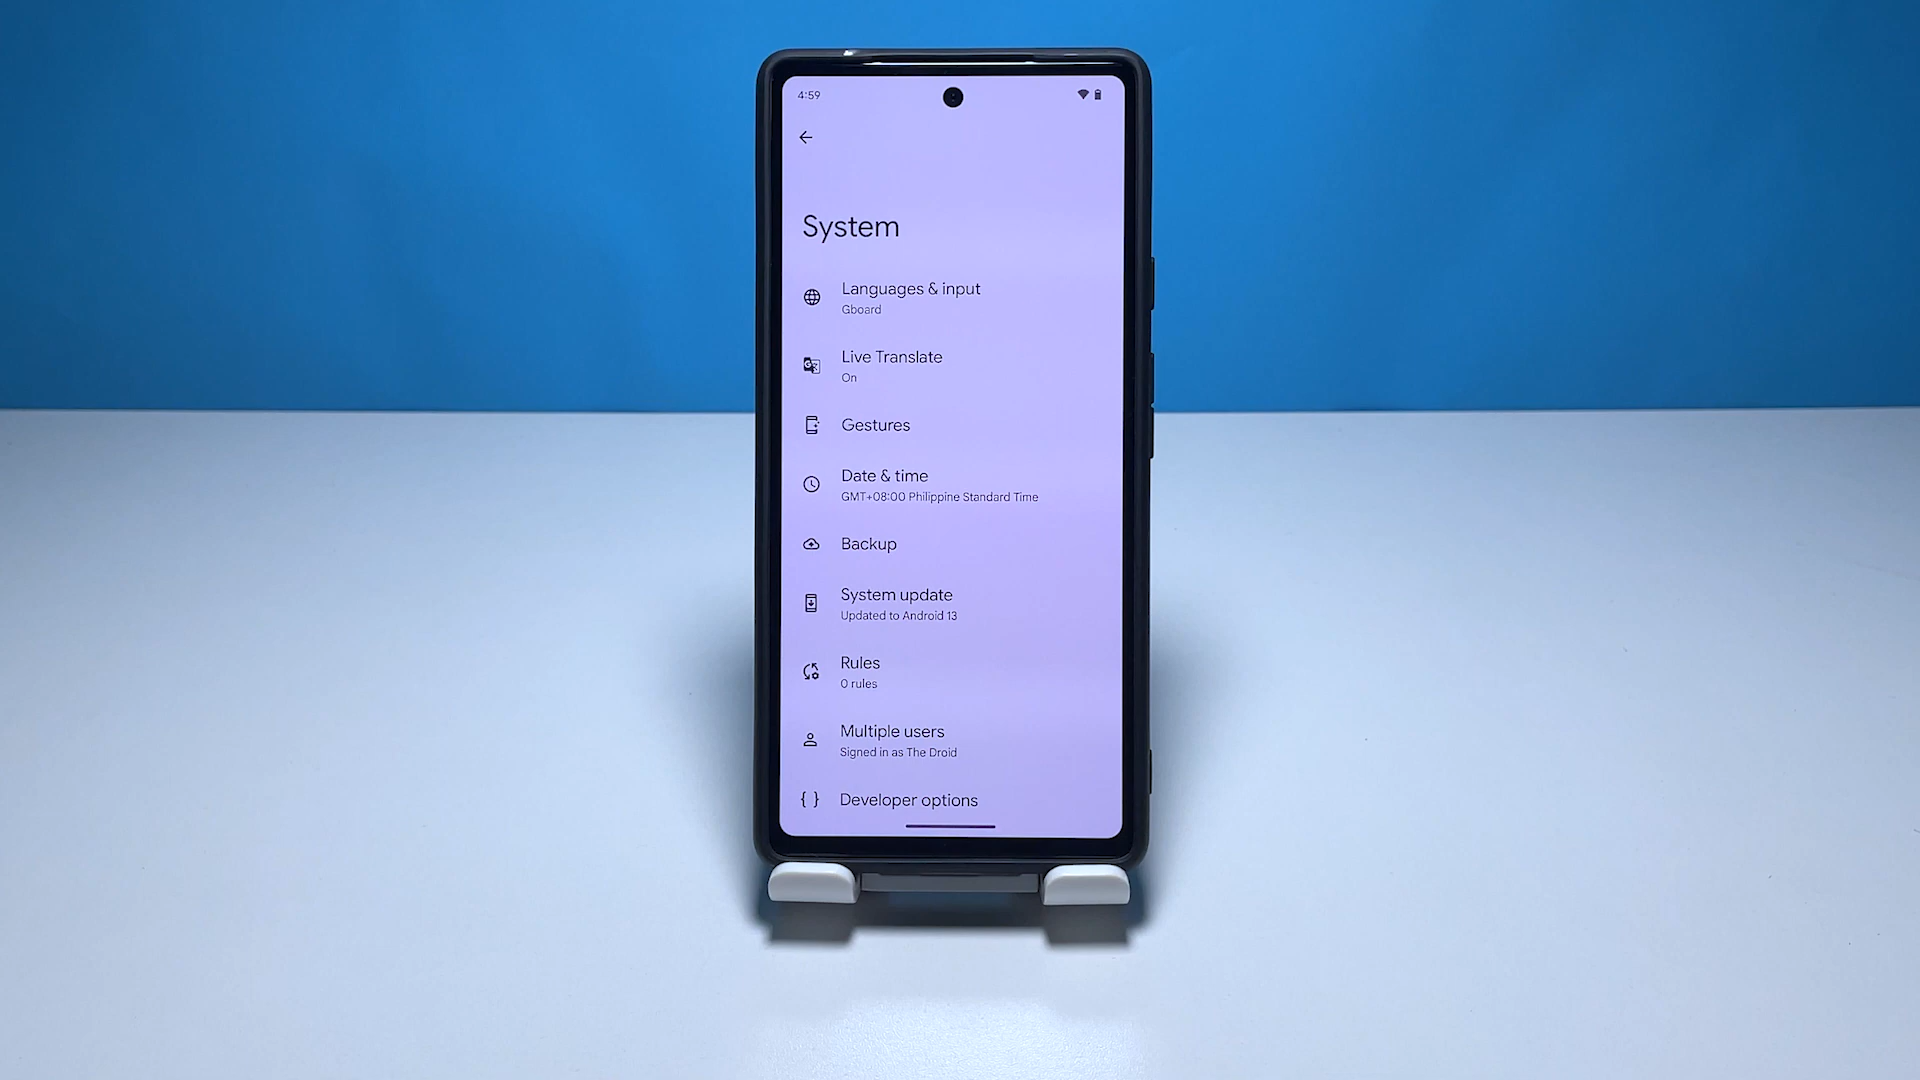 4:59
System
Languages & input
Gboard
Live Translate
On
Gestures
Date & time
GMT+08:00 Philippine Standard Time
Backup
System update
Updated to Android 13
Rules
0 rules
Multiple users
Signed in as The Droid
{ } Developer options